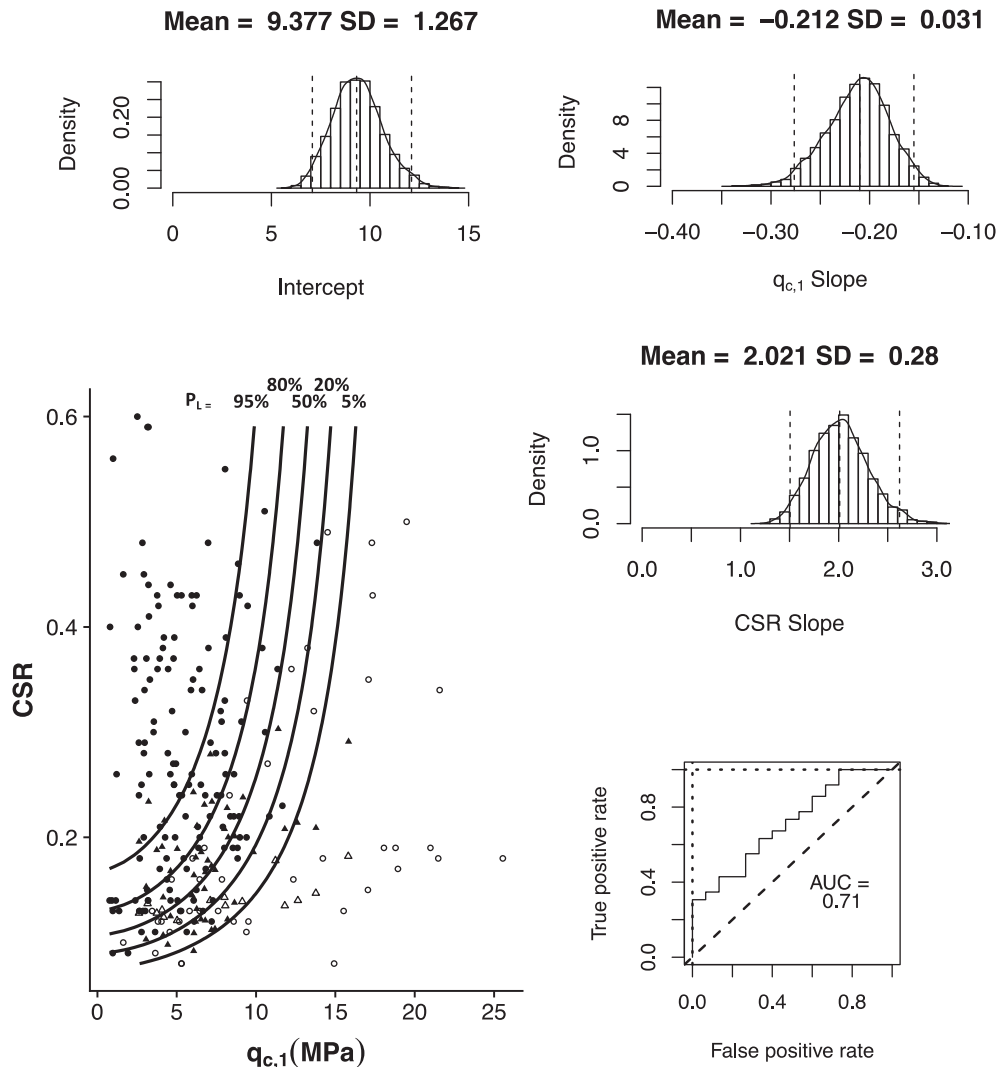 Mean = 9.377 SD = 1.267
Density
0.00 0.20
0 5 10 15
Intercept
Mean = −0.212 SD = 0.031
Density
0 4 8
−0.40 −0.30 −0.20 −0.10
qc,1 Slope
Mean = 2.021 SD = 0.28
Density
0.0 1.0
0.0 1.0 2.0 3.0
CSR Slope
80% 20%
PL = 95% 50% 5%
CSR
0.6
0.4
0.2
0 5 10 15 20 25
qc,1(MPa)
True positive rate
0.0 0.4 0.8
AUC =
0.71
0.0 0.4 0.8
False positive rate